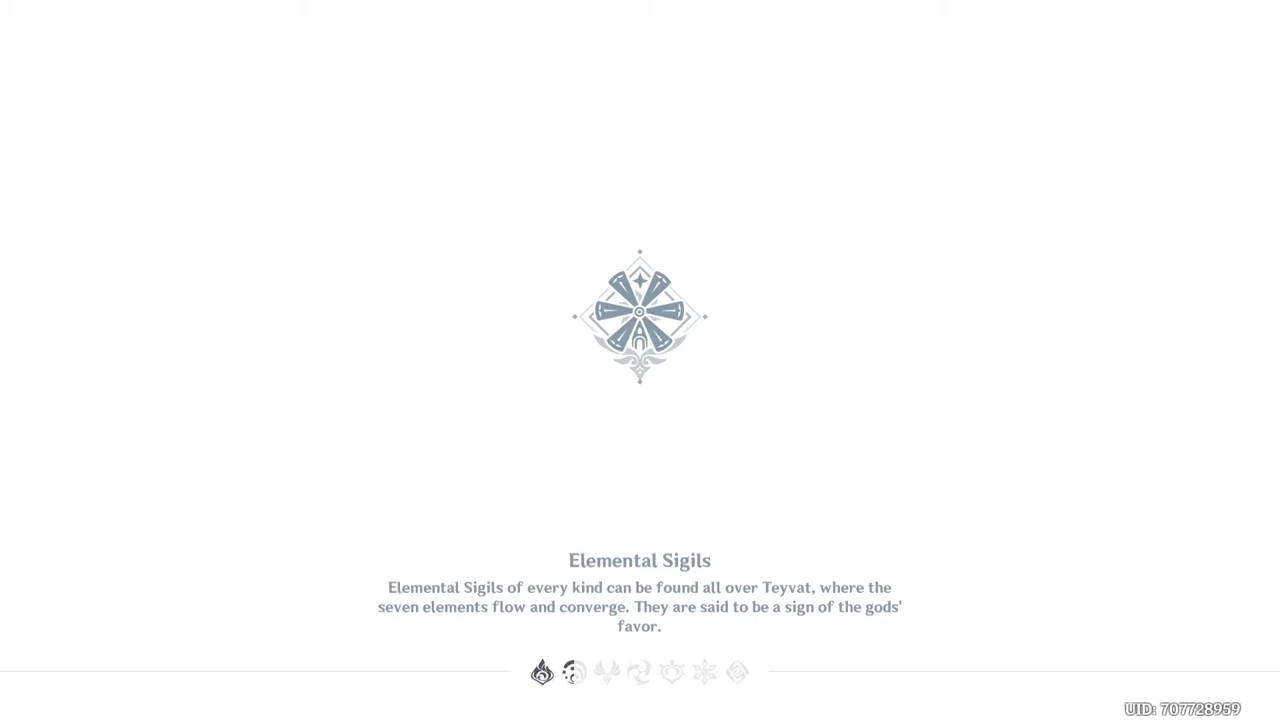 Elemental Sigils
Elemental Sigils of every kind can be found all over Teyvat, where the
seven elements flow and converge. They are said to be a sign of the gods'
favor.
UID: 707728959